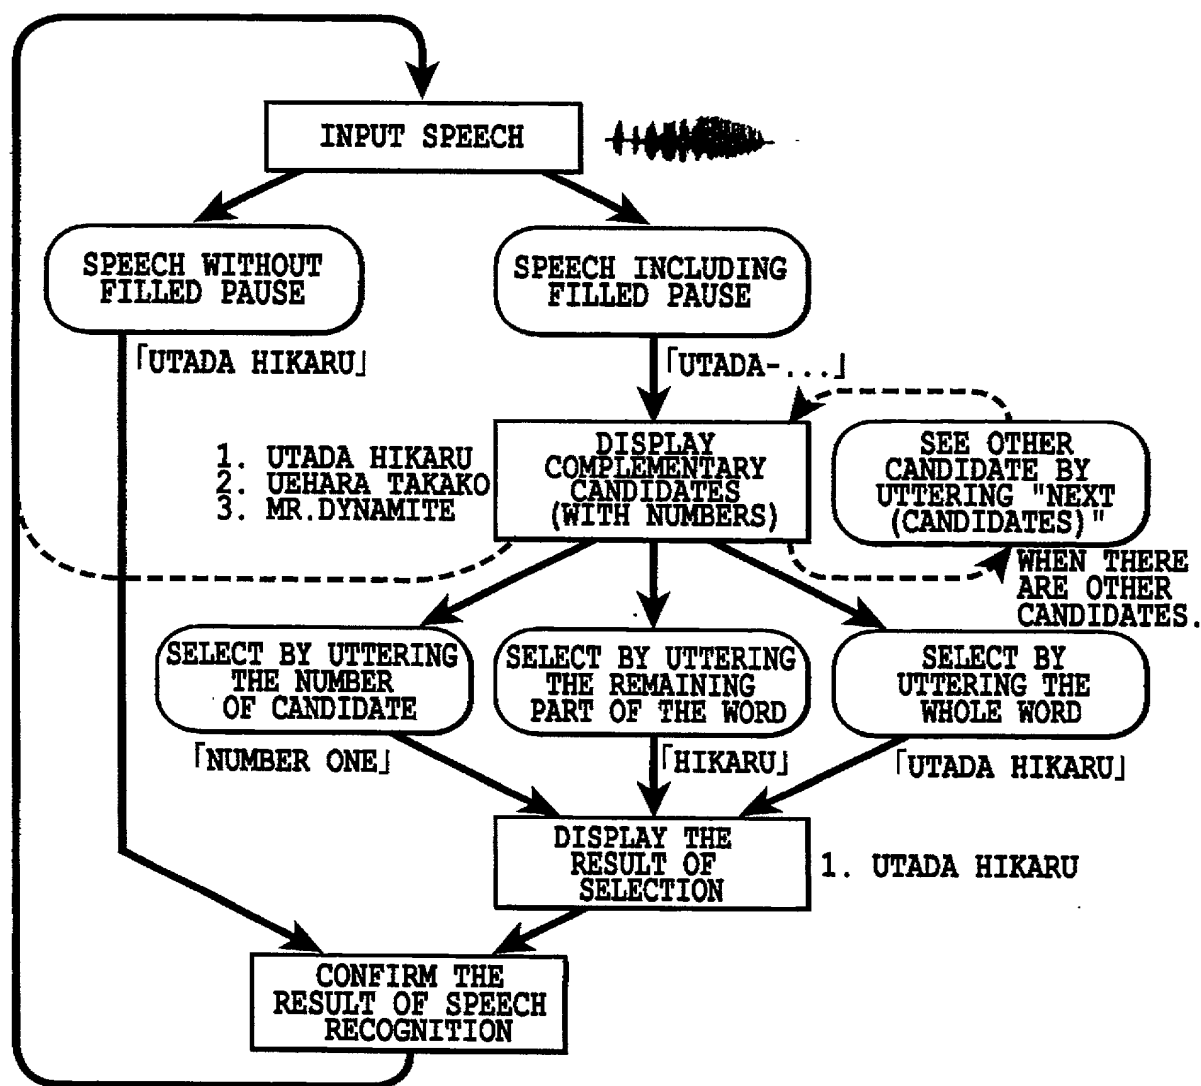 INPUT SPEECH
SPEECH WITHOUT
FILLED PAUSE
SPEECH INCLUDING
FILLED PAUSE
「UTADA HIKARU」
「UTADA-...」
1. UTADA HIKARU
2. UEHARA TAKAKO
3. MR.DYNAMITE
DISPLAY
COMPLEMENTARY
CANDIDATES
(WITH NUMBERS)
SEE OTHER
CANDIDATE BY
UTTERING "NEXT
(CANDIDATES)"
WHEN THERE
ARE OTHER
CANDIDATES.
SELECT BY UTTERING
THE NUMBER
OF CANDIDATE
SELECT BY UTTERING
THE REMAINING
PART OF THE WORD
SELECT BY
UTTERING THE
WHOLE WORD
「NUMBER ONE」
「HIKARU」
「UTADA HIKARU」
DISPLAY THE
RESULT OF
SELECTION
1. UTADA HIKARU
CONFIRM THE
RESULT OF SPEECH
RECOGNITION